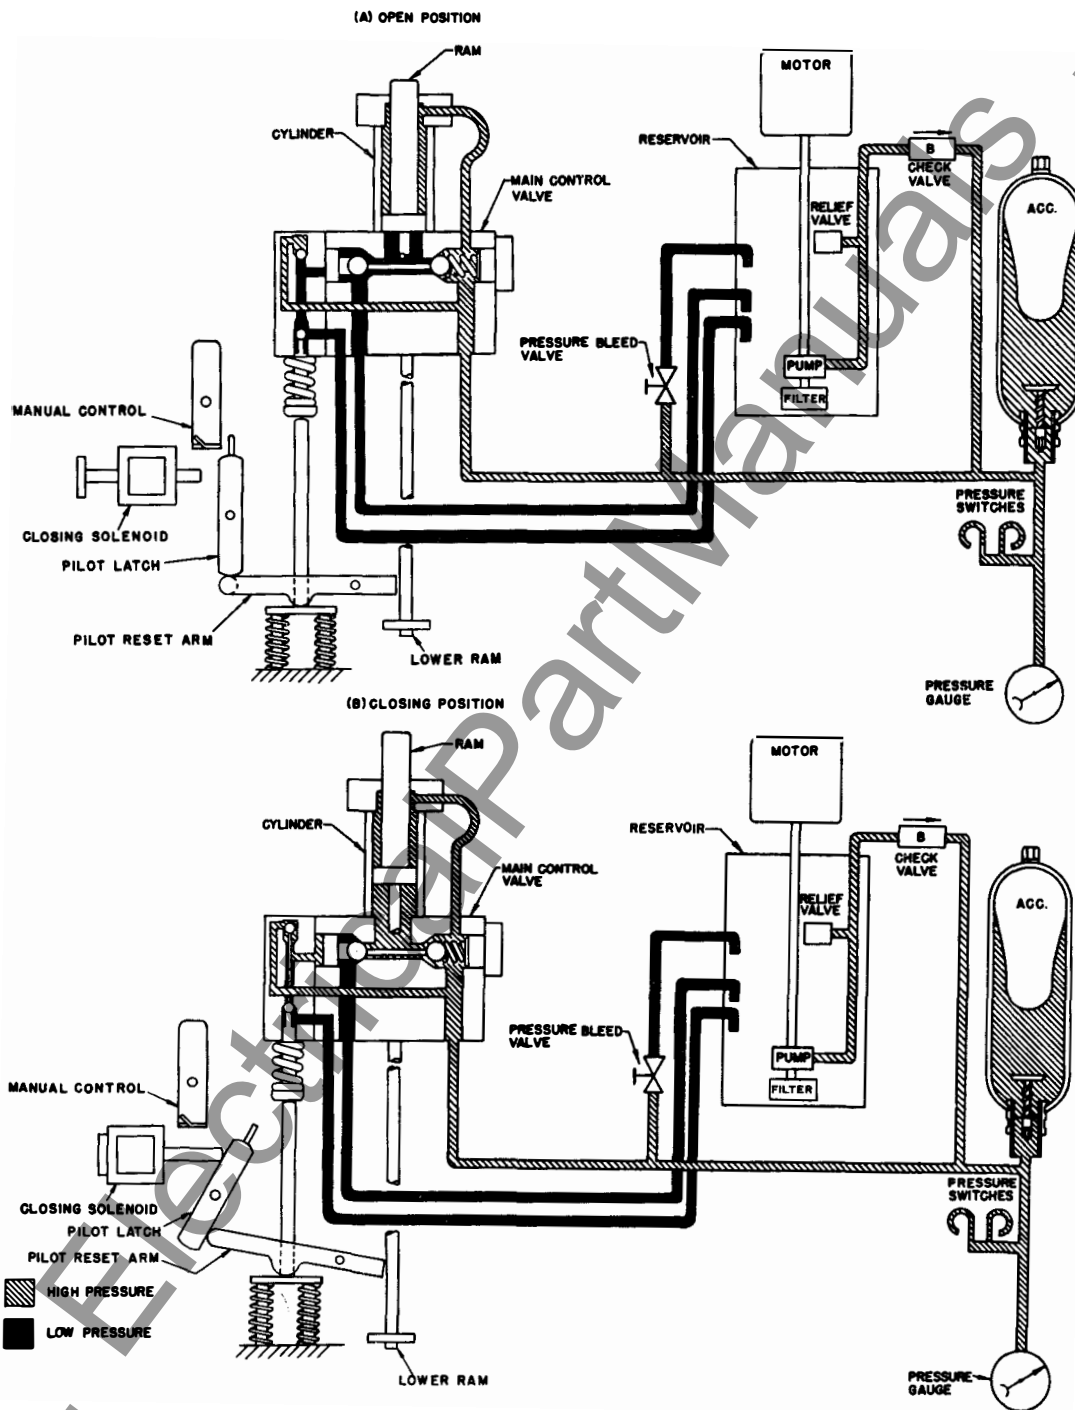 (A) OPEN POSITION
RAM
MOTOR
CYLINDER
RESERVOIR
B
CHECK
VALVE
MAIN CONTROL
VALVE
RELIEF
VALVE
ACC.
PRESSURE BLEED
VALVE
PUMP
FILTER
MANUAL CONTROL
CLOSING SOLENOID
PILOT LATCH
PRESSURE
SWITCHES
PILOT RESET ARM
LOWER RAM
PRESSURE
GAUGE
(B) CLOSING POSITION
RAM
MOTOR
CYLINDER
RESERVOIR
B
CHECK
VALVE
MAIN CONTROL
VALVE
RELIEF
VALVE
ACC.
PRESSURE BLEED
VALVE
PUMP
FILTER
MANUAL CONTROL
CLOSING SOLENOID
PILOT LATCH
PILOT RESET ARM
PRESSURE
SWITCHES
HIGH PRESSURE
LOW PRESSURE
LOWER RAM
PRESSURE
GAUGE
ElectricalPartManuals